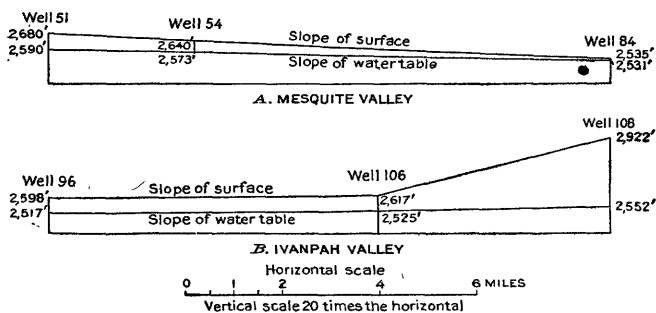 Well 51
2,680'
2,590'
Well 54
2,640'
2,573'
Slope of surface
Slope of water table
Well 84
2,535'
2,531'
A. MESQUITE VALLEY
Well 96
2,598'
2,517'
Slope of surface
Slope of water table
Well 106
2,617'
2,525'
Well 108
2,922'
2,552'
B. IVANPAH VALLEY
Horizontal scale
0 2 4 6 MILES
Vertical scale 20 times the horizontal